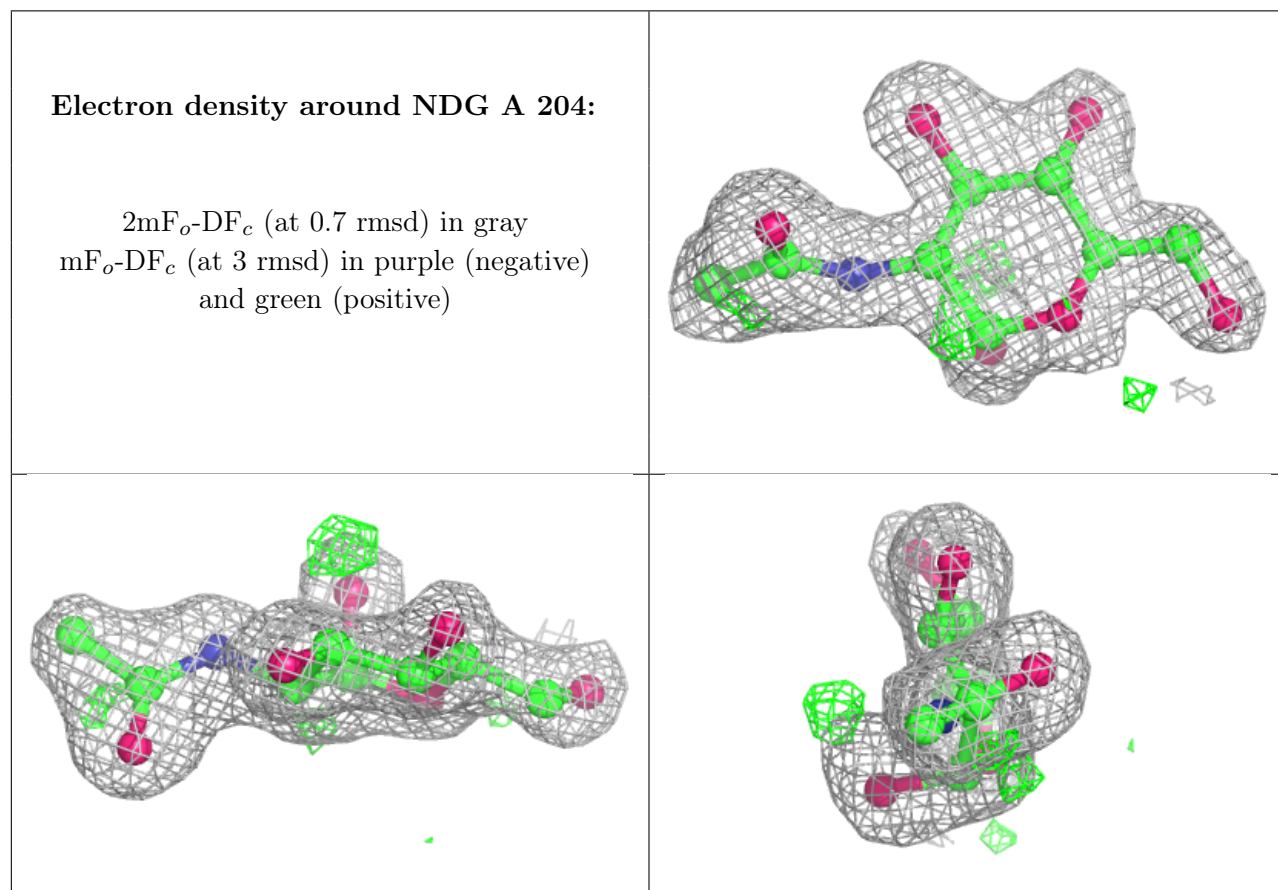 Electron density around NDG A 204:
2mFo-DFc (at 0.7 rmsd) in gray
mFo-DFc (at 3 rmsd) in purple (negative)
and green (positive)